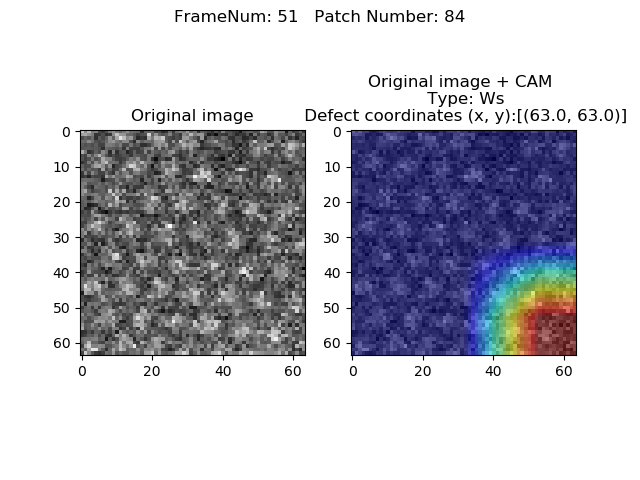 FrameNum: 51   Patch Number: 84
Original image
Original image + CAM
Type: Ws
Defect coordinates (x, y):[(63.0, 63.0)]
0
10
20
30
40
50
60
0 20 40 60
0
10
20
30
40
50
60
0 20 40 60